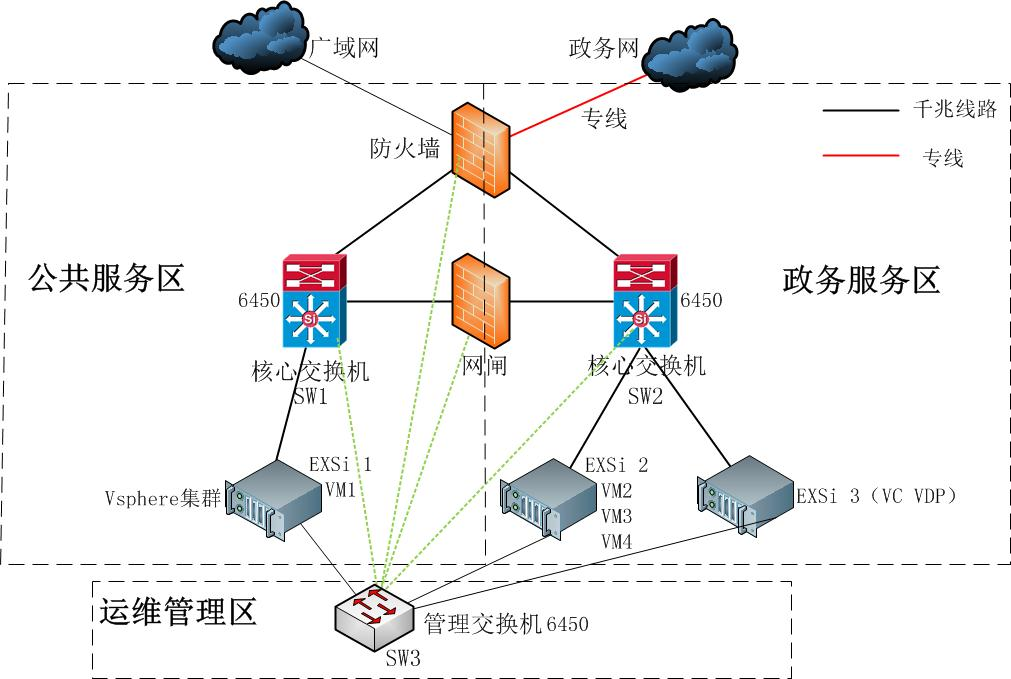 广域网
政务网
千兆线路
专线
防火墙
专线
公共服务区
政务服务区
6450
6450
网闸
核心交换机
SW1
核心交换机
SW2
Vsphere集群
EXSi 1
VM1
EXSi 2
VM2
VM3
VM4
EXSi 3（VC VDP）
运维管理区
管理交换机6450
SW3
Si
Si